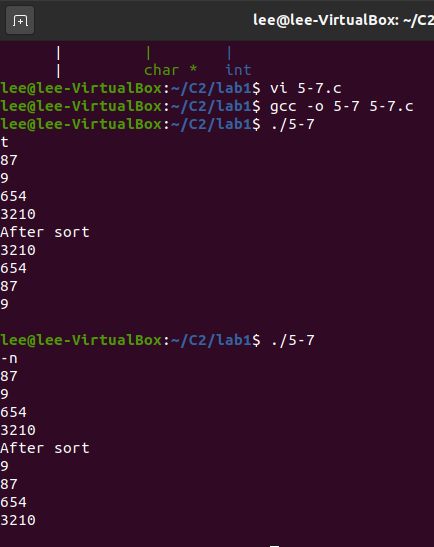 lee@lee-VirtualBox: ~/C2
|        |        |
|        char *   int
lee@lee-VirtualBox:~/C2/lab1$ vi 5-7.c
lee@lee-VirtualBox:~/C2/lab1$ gcc -o 5-7 5-7.c
lee@lee-VirtualBox:~/C2/lab1$ ./5-7
t
87
9
654
3210
After sort
3210
654
87
9
lee@lee-VirtualBox:~/C2/lab1$ ./5-7
-n
87
9
654
3210
After sort
9
87
654
3210